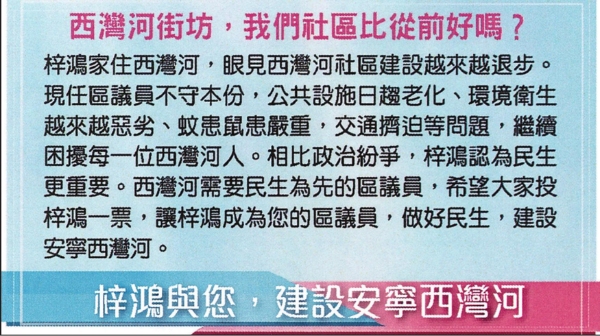 西灣河街坊，我們社區比從前好嗎？
梓鴻家住西灣河，眼見西灣河社區建設越來越退步。
現任區議員不守本份，公共設施日趨老化、環境衛生
越來越惡劣、蚊患鼠患嚴重，交通擠迫等問題，繼續
困擾每一位西灣河人。相比政治紛爭，梓鴻認為民生
更重要。西灣河需要民生為先的區議員，希望大家投
梓鴻一票，讓梓鴻成為您的區議員，做好民生，建設
安寧西灣河。
梓鴻與您，建設安寧西灣河